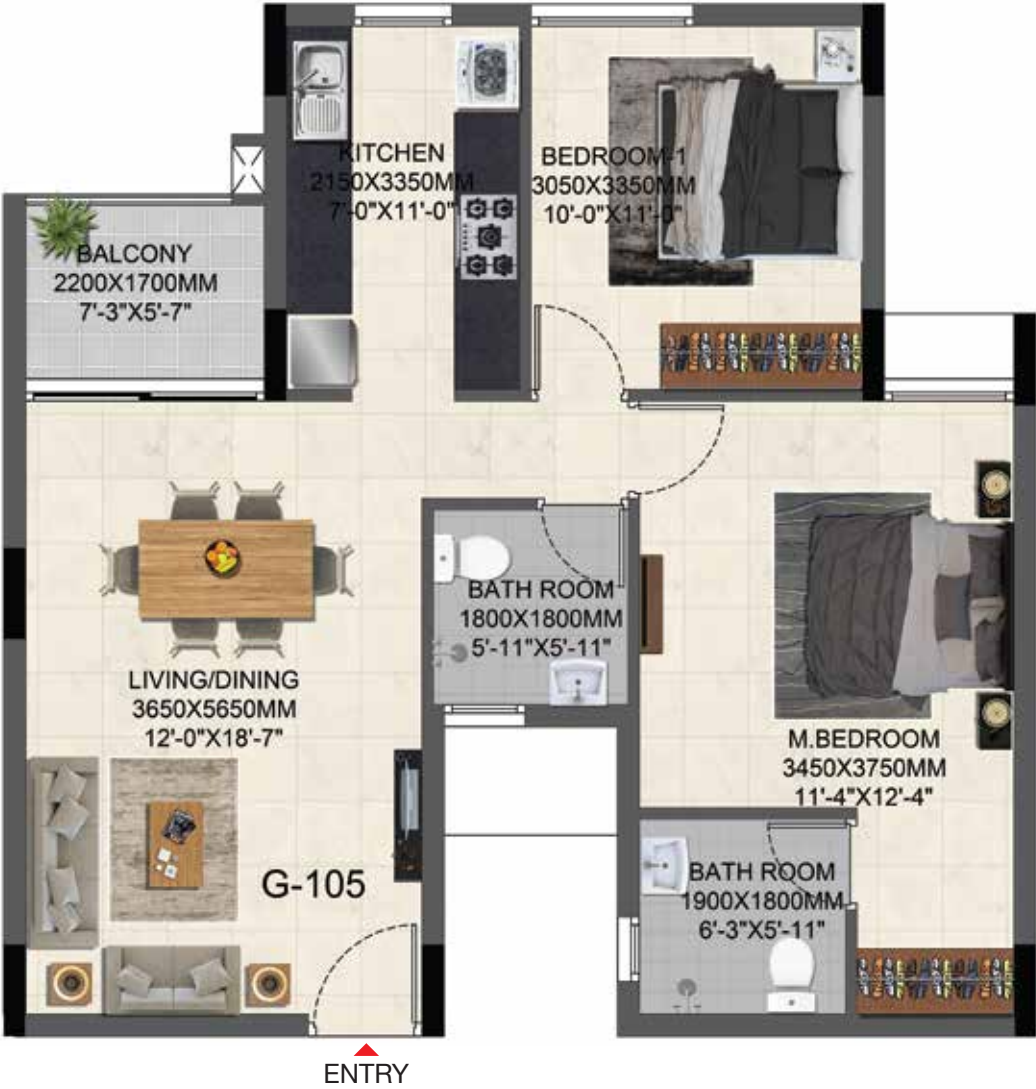 KITCHEN
2150X3350MM
7'-0"X11'-0"
BEDROOM-1
3050X3350MM
10'-0"X11'-0"
BALCONY
2200X1700MM
7'-3"X5'-7"
BATH ROOM
1800X1800MM
5'-11"X5'-11"
LIVING/DINING
3650X5650MM
12'-0"X18'-7"
M.BEDROOM
3450X3750MM
11'-4"X12'-4"
G-105
BATH ROOM
1900X1800MM
6'-3"X5'-11"
ENTRY